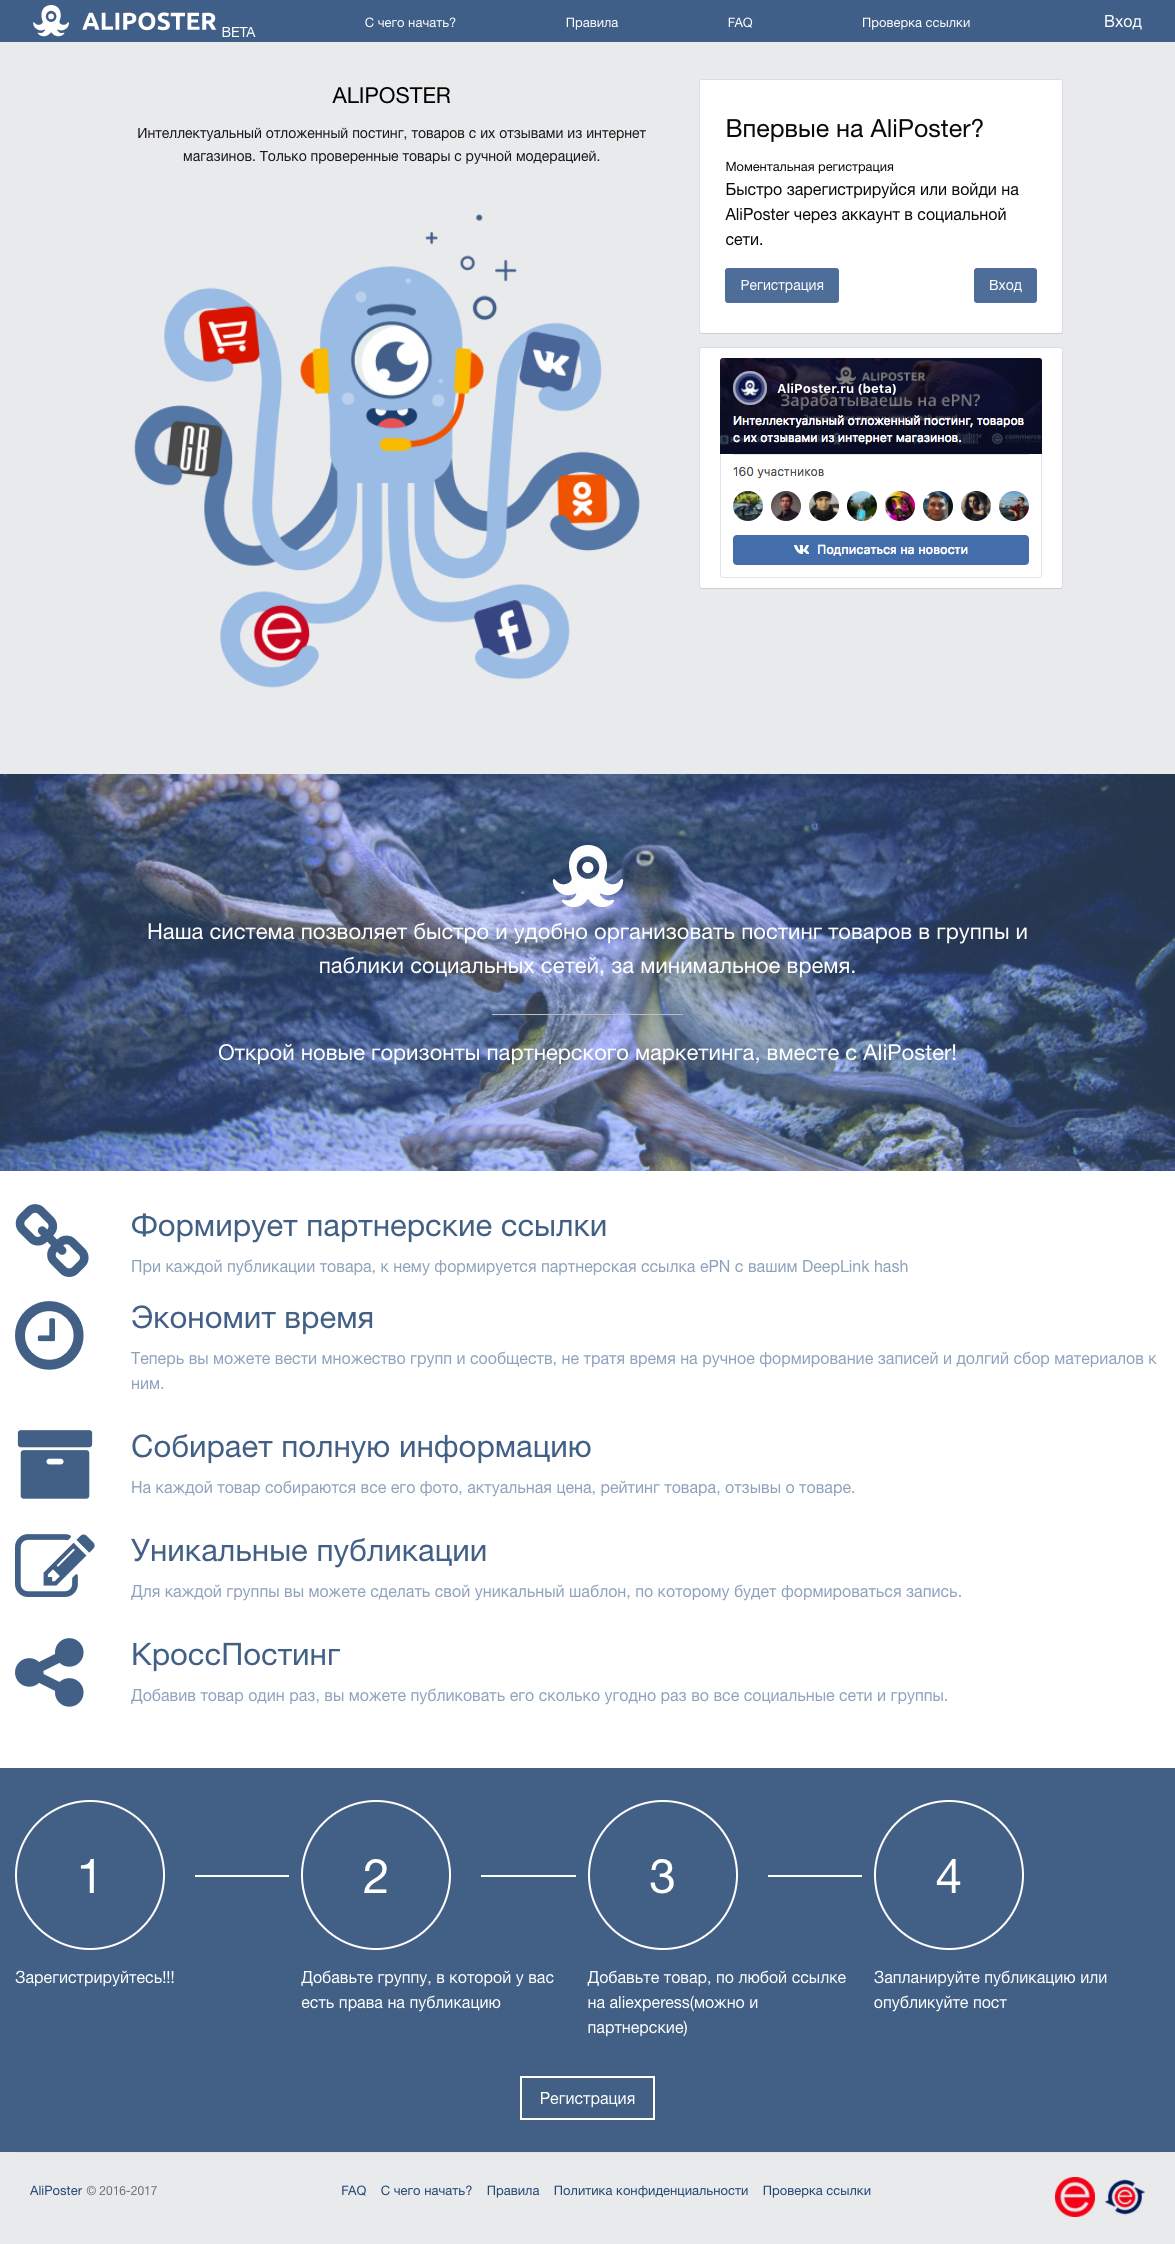 ALIPOSTER BETA
С чего начать?
Правила
FAQ
Проверка ссылки
Вход
ALIPOSTER
Интеллектуальный отложенный постинг, товаров с их отзывами из интернет
магазинов. Только проверенные товары с ручной модерацией.
GB
Впервые на AliPoster?
Моментальная регистрация
Быстро зарегистрируйся или войди на
AliPoster через аккаунт в социальной
сети.
Регистрация
Вход
ALIPOSTER
AliPoster.ru (beta)
Зарабатываешь на ePN?
Интеллектуальный отложенный постинг, товаров
с их отзывами из интернет магазинов.
160 участников
Подписаться на новости
Наша система позволяет быстро и удобно организовать постинг товаров в группы и
паблики социальных сетей, за минимальное время.
Открой новые горизонты партнерского маркетинга, вместе с AliPoster!
Формирует партнерские ссылки
При каждой публикации товара, к нему формируется партнерская ссылка ePN с вашим DeepLink hash
Экономит время
Теперь вы можете вести множество групп и сообществ, не тратя время на ручное формирование записей и долгий сбор материалов к
ним.
Собирает полную информацию
На каждой товар собираются все его фото, актуальная цена, рейтинг товара, отзывы о товаре.
Уникальные публикации
Для каждой группы вы можете сделать свой уникальный шаблон, по которому будет формироваться запись.
КроссПостинг
Добавив товар один раз, вы можете публиковать его сколько угодно раз во все социальные сети и группы.
1
2
3
4
Зарегистрируйтесь!!!
Добавьте группу, в которой у вас
есть права на публикацию
Добавьте товар, по любой ссылке
на aliexperess(можно и
партнерские)
Запланируйте публикацию или
опубликуйте пост
Регистрация
AliPoster © 2016-2017
FAQ
С чего начать?
Правила
Политика конфиденциальности
Проверка ссылки